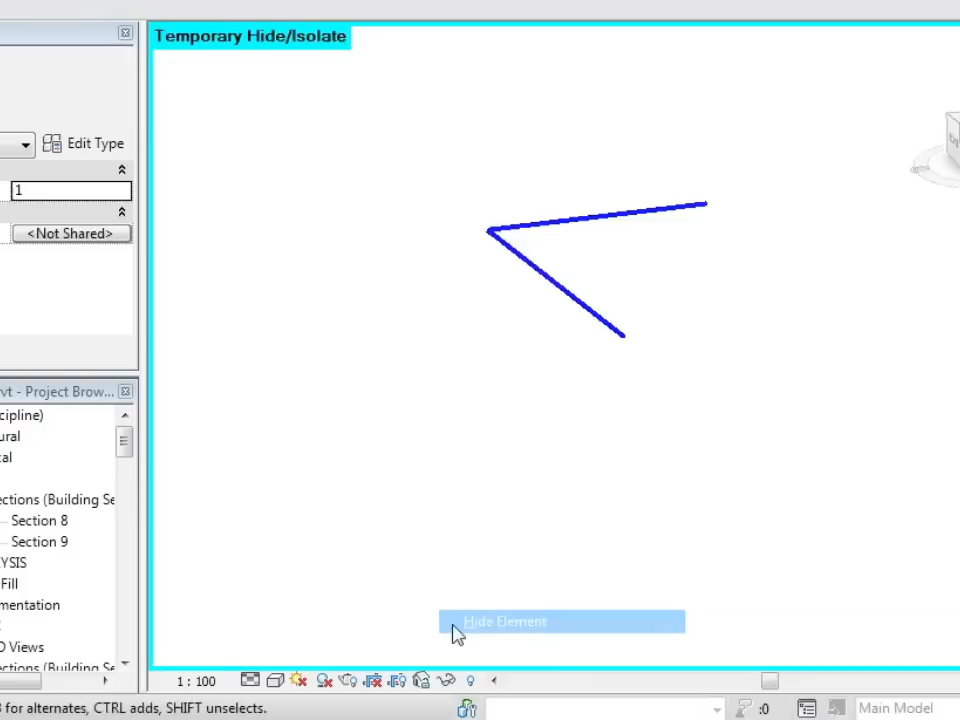 Temporary Hide/Isolate
Edit Type
1
<Not Shared>
vt - Project Brow...
cipline)
ural
al
ections (Building Se
Section 8
Section 9
YSIS
Fill
mentation
D Views
ections (Building Se
Hide Element
1 : 100
for alternates, CTRL adds, SHIFT unselects.
:0
Main Model